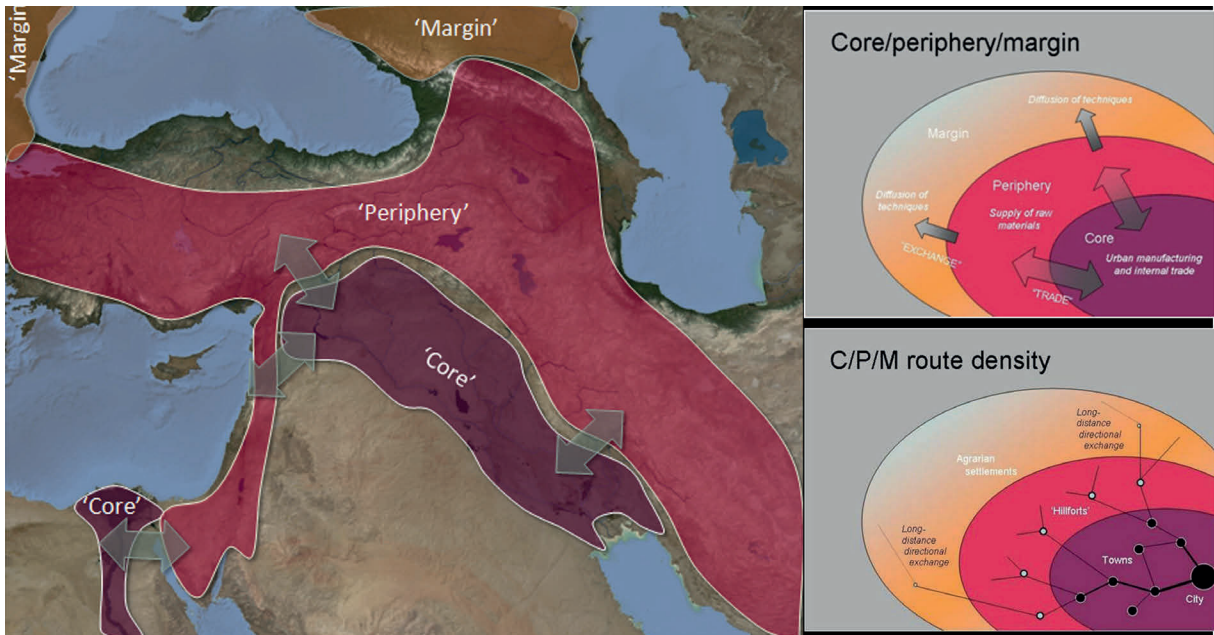 'Margin'
'Margin'
'Periphery'
'Core'
'Core'
Core/periphery/margin
Diffusion of techniques
Margin
Periphery
Diffusion of
techniques
Supply of raw
materials
Core
"EXCHANGE"
Urban manufacturing
and internal trade
"TRADE"
C/P/M route density
Long-
distance
directional
exchange
Agrarian
settlements
'Hillforts'
Long-
distance
directional
exchange
Towns
City